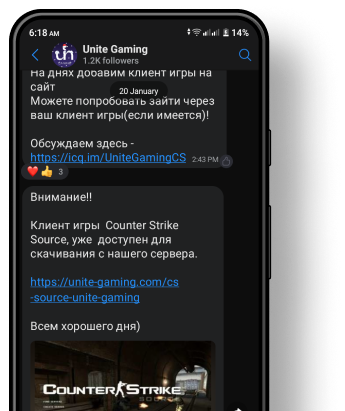 6:18 AM
14%
Unite Gaming
1.2K followers
На днях добавим клиент игры на
сайт
20 January
Можете попробовать зайти через
ваш клиент игры(если имеется)!
Обсуждаем здесь -
https://icq.im/UniteGamingCS 2:43 PM
3
Внимание!!
Клиент игры Counter Strike
Source, уже доступен для
скачивания с нашего сервера.
https://unite-gaming.com/cs
-source-unite-gaming
Всем хорошего дня)
COUNTER STRIKE
SOURCE